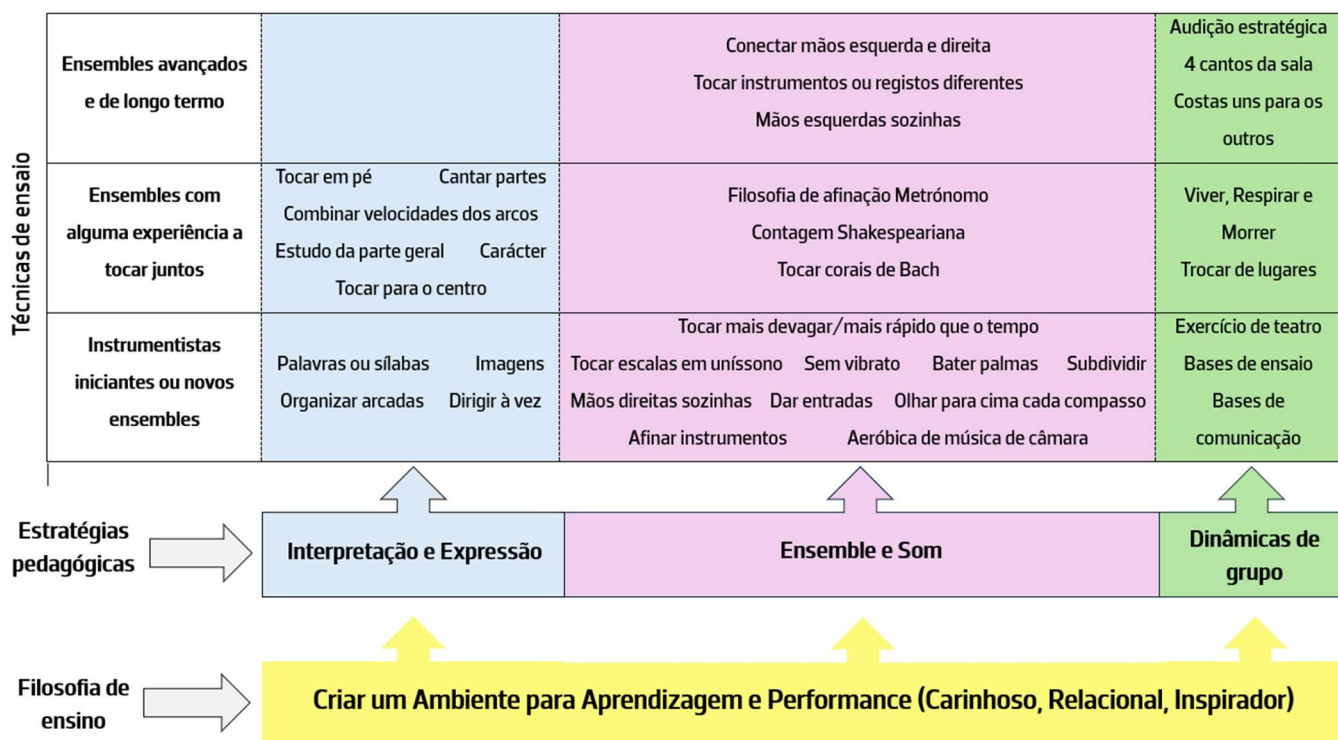 Técnicas de ensaio
Ensembles avançados
e de longo termo
Conectar mãos esquerda e direita
Tocar instrumentos ou registos diferentes
Mãos esquerdas sozinhas
Audição estratégica
4 cantos da sala
Costas uns para os
outros
Ensembles com
alguma experiência a
tocar juntos
Tocar em pé Cantar partes
Combinar velocidades dos arcos
Estudo da parte geral Carácter
Tocar para o centro
Filosofia de afinação Metrónomo
Contagem Shakespeariana
Tocar corais de Bach
Viver, Respirar e
Morrer
Trocar de lugares
Instrumentistas
iniciantes ou novos
ensembles
Palavras ou sílabas Imagens
Organizar arcadas Dirigir à vez
Tocar mais devagar/mais rápido que o tempo
Tocar escalas em uníssono Sem vibrato Bater palmas Subdividir
Mãos direitas sozinhas Dar entradas Olhar para cima cada compasso
Afinar instrumentos Aeróbica de música de câmara
Exercício de teatro
Bases de ensaio
Bases de
comunicação
Estratégias
pedagógicas
Interpretação e Expressão
Ensemble e Som
Dinâmicas de
grupo
Filosofia de
ensino
Criar um Ambiente para Aprendizagem e Performance (Carinhoso, Relacional, Inspirador)